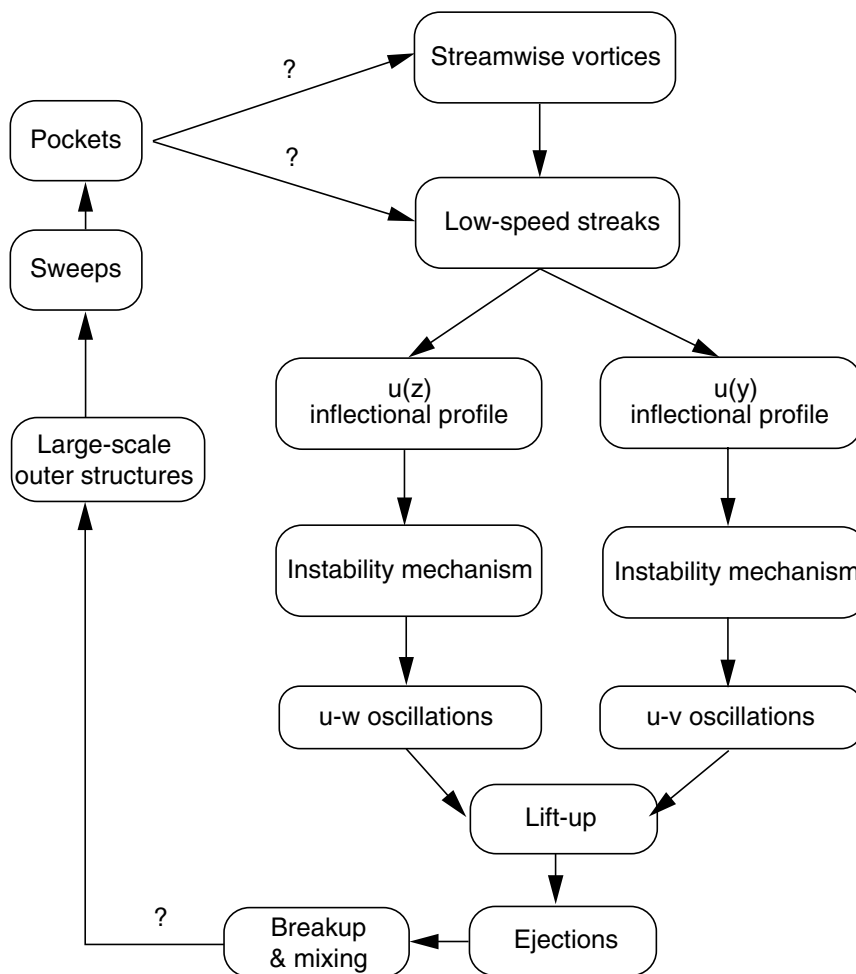 Streamwise vortices
?
Pockets
?
Low-speed streaks
Sweeps
u(z)
inflectional profile
u(y)
inflectional profile
Large-scale
outer structures
Instability mechanism
Instability mechanism
u-w oscillations
u-v oscillations
Lift-up
?
Breakup
& mixing
Ejections